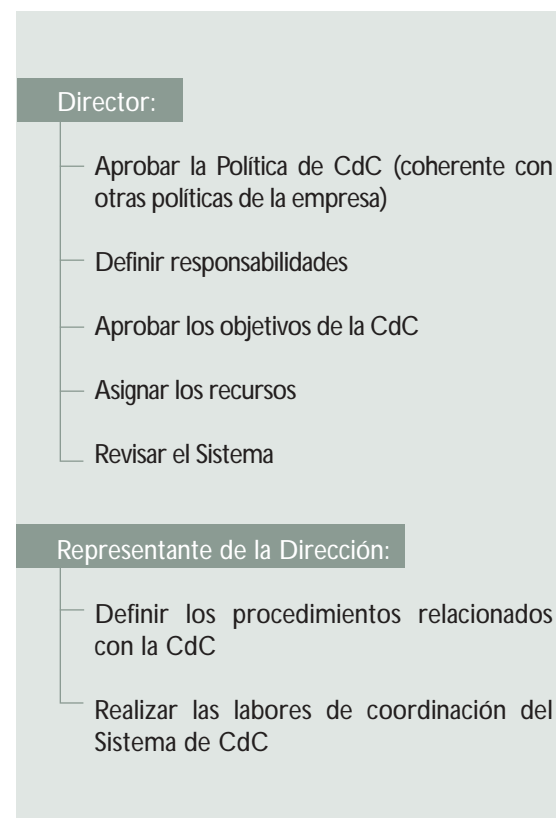 Director:
Aprobar la Política de CdC (coherente con
otras políticas de la empresa)
Definir responsabilidades
Aprobar los objetivos de la CdC
Asignar los recursos
Revisar el Sistema
Representante de la Dirección:
Definir los procedimientos relacionados
con la CdC
Realizar las labores de coordinación del
Sistema de CdC